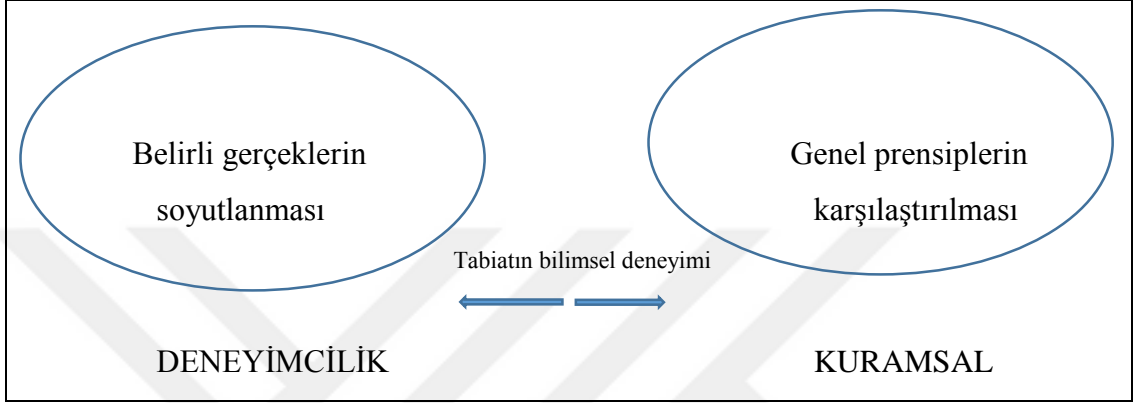 Belirli gerçeklerin
soyutlanması
Genel prensiplerin
karşılaştırılması
Tabiatın bilimsel deneyimi
DENEYİMCİLİK
KURAMSAL